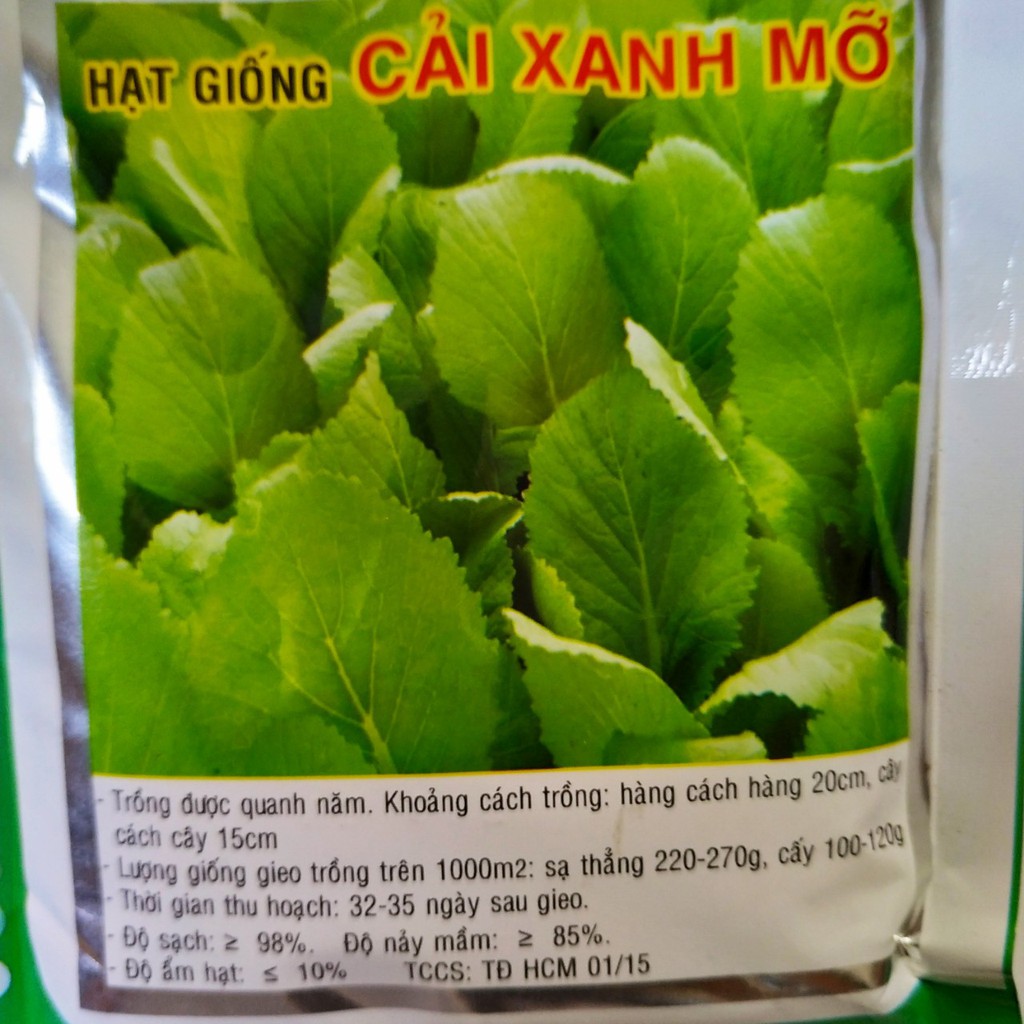 HẠT GIỐNG CẢI XANH MỠ
- Trồng được quanh năm. Khoảng cách trồng: hàng cách hàng 20cm, cây
cách cây 15cm
- Lượng giống gieo trồng trên 1000m2: sạ thẳng 220-270g, cấy 100-120g
- Thời gian thu hoạch: 32-35 ngày sau gieo.
- Độ sạch: ≥ 98%. Độ nảy mầm: ≥ 85%.
- Độ ẩm hạt: ≤ 10% TCCS: TĐ HCM 01/15